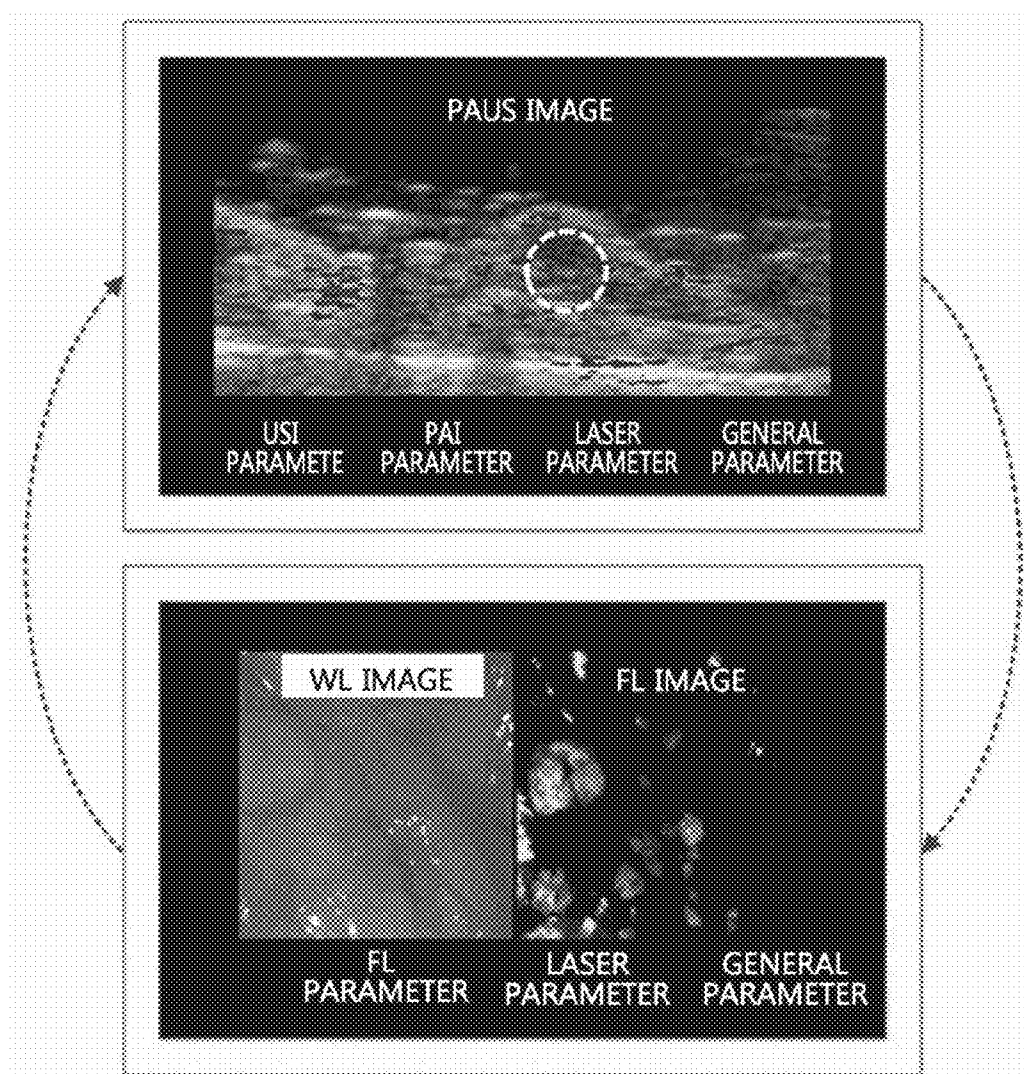 PAUS IMAGE
USI PAI LASER GENERAL
PARAMETE PARAMETER PARAMETER PARAMETER
WL IMAGE FL IMAGE
FL LASER GENERAL
PARAMETER PARAMETER PARAMETER